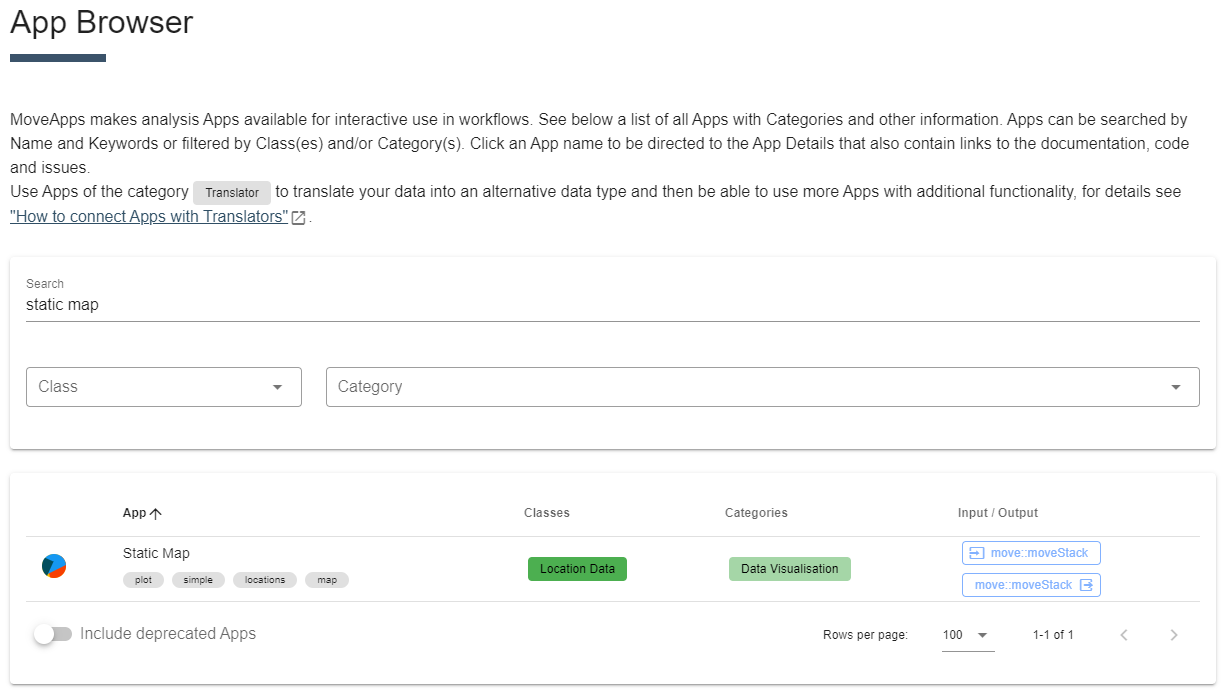 App Browser
MoveApps makes analysis Apps available for interactive use in workflows. See below a list of all Apps with Categories and other information. Apps can be searched by
Name and Keywords or filtered by Class(es) and/or Category(s). Click an App name to be directed to the App Details that also contain links to the documentation, code
and issues.
Use Apps of the category Translator to translate your data into an alternative data type and then be able to use more Apps with additional functionality, for details see
"How to connect Apps with Translators" .
Search
static map
Class Category
App Classes Categories Input / Output
Static Map
plot simple locations map
Location Data
Data Visualisation
move::moveStack
move::moveStack
Include deprecated Apps
Rows per page: 100 1-1 of 1